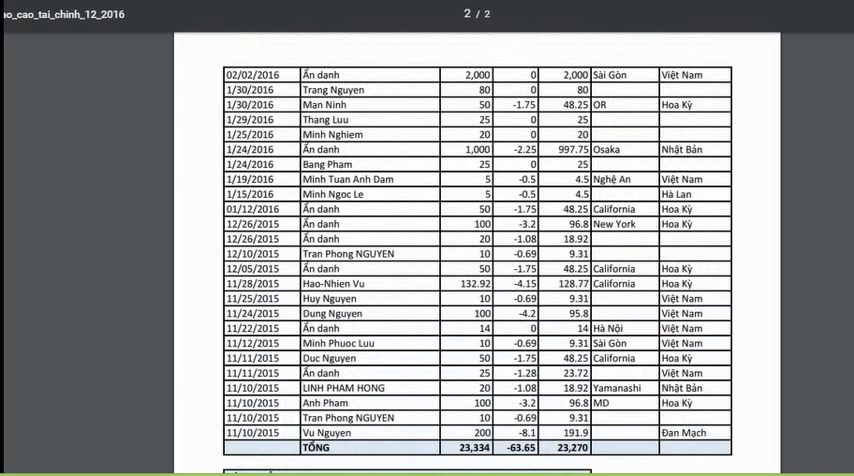 ao_cao_tai_chinh_12_2016
2 / 2
02/02/2016 Ẩn danh 2,000 0 2,000 Sài Gòn Việt Nam
1/30/2016 Trang Nguyen 80 0 80
1/30/2016 Man Ninh 50 -1.75 48.25 OR Hoa Kỳ
1/29/2016 Thang Luu 25 0 25
1/25/2016 Minh Nghiem 20 0 20
1/24/2016 Ẩn danh 1,000 -2.25 997.75 Osaka Nhật Bản
1/24/2016 Bang Pham 25 0 25
1/19/2016 Minh Tuan Anh Dam 5 -0.5 4.5 Nghệ An Việt Nam
1/15/2016 Minh Ngoc Le 5 -0.5 4.5 Hà Lan
01/12/2016 Ẩn danh 50 -1.75 48.25 California Hoa Kỳ
12/26/2015 Ẩn danh 100 -3.2 96.8 New York Hoa Kỳ
12/26/2015 Ẩn danh 20 -1.08 18.92
12/10/2015 Tran Phong NGUYEN 10 -0.69 9.31
12/05/2015 Ẩn danh 50 -1.75 48.25 California Hoa Kỳ
11/28/2015 Hao-Nhien Vu 132.92 -4.15 128.77 California Hoa Kỳ
11/25/2015 Huy Nguyen 10 -0.69 9.31 Việt Nam
11/24/2015 Dung Nguyen 100 -4.2 95.8 Việt Nam
11/22/2015 Ẩn danh 14 0 14 Hà Nội Việt Nam
11/12/2015 Minh Phuoc Luu 10 -0.69 9.31 Sài Gòn Việt Nam
11/11/2015 Duc Nguyen 50 -1.75 48.25 California Hoa Kỳ
11/11/2015 Ẩn danh 25 -1.28 23.72 Việt Nam
11/10/2015 LINH PHAM HONG 20 -1.08 18.92 Yamanashi Nhật Bản
11/10/2015 Anh Pham 100 -3.2 96.8 MD Hoa Kỳ
11/10/2015 Tran Phong NGUYEN 10 -0.69 9.31
11/10/2015 Vu Nguyen 200 -8.1 191.9 Đan Mạch
TỔNG 23,334 -63.65 23,270